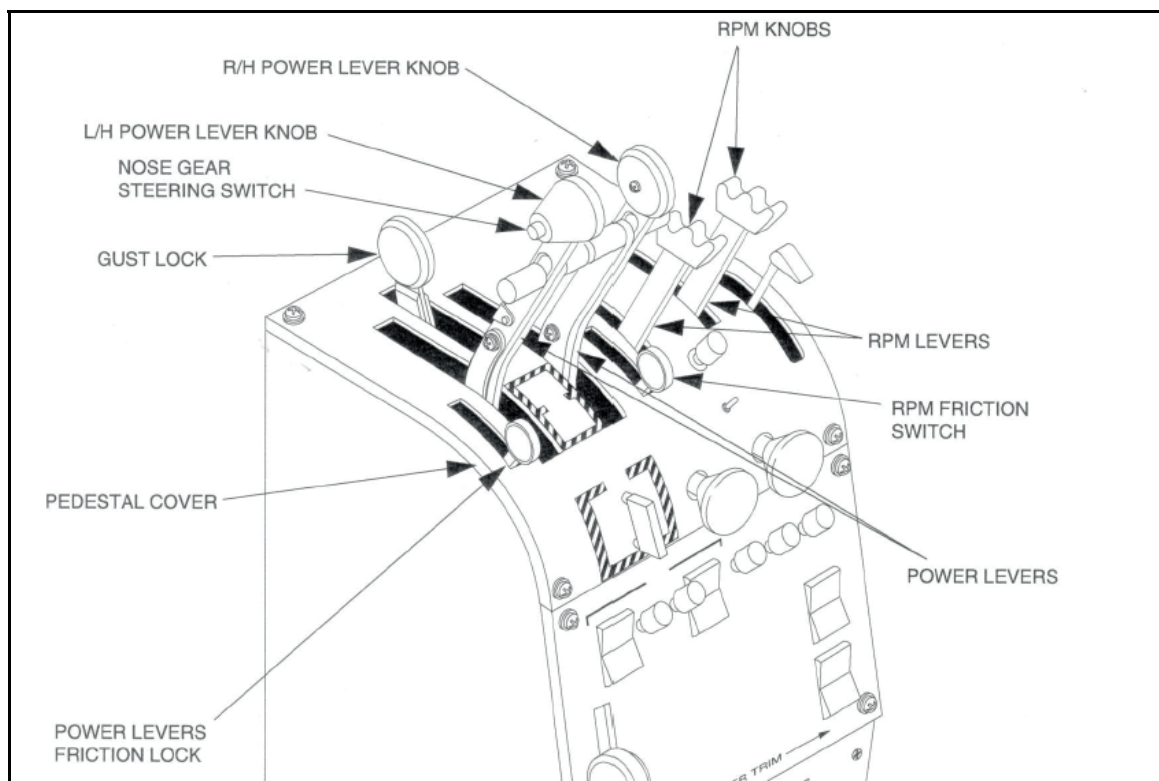 RPM KNOBS
R/H POWER LEVER KNOB
L/H POWER LEVER KNOB
NOSE GEAR
STEERING SWITCH
GUST LOCK
RPM LEVERS
RPM FRICTION
SWITCH
PEDESTAL COVER
POWER LEVERS
POWER LEVERS
FRICTION LOCK
TRIM